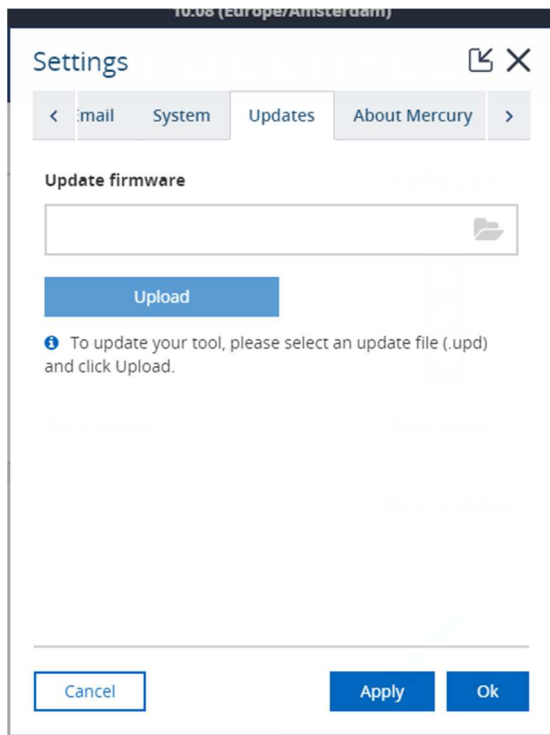 10:08 (Europe/Amsterdam)
Settings
< :mail System Updates About Mercury >
Update firmware
Upload
To update your tool, please select an update file (.upd)
and click Upload.
Cancel Apply Ok